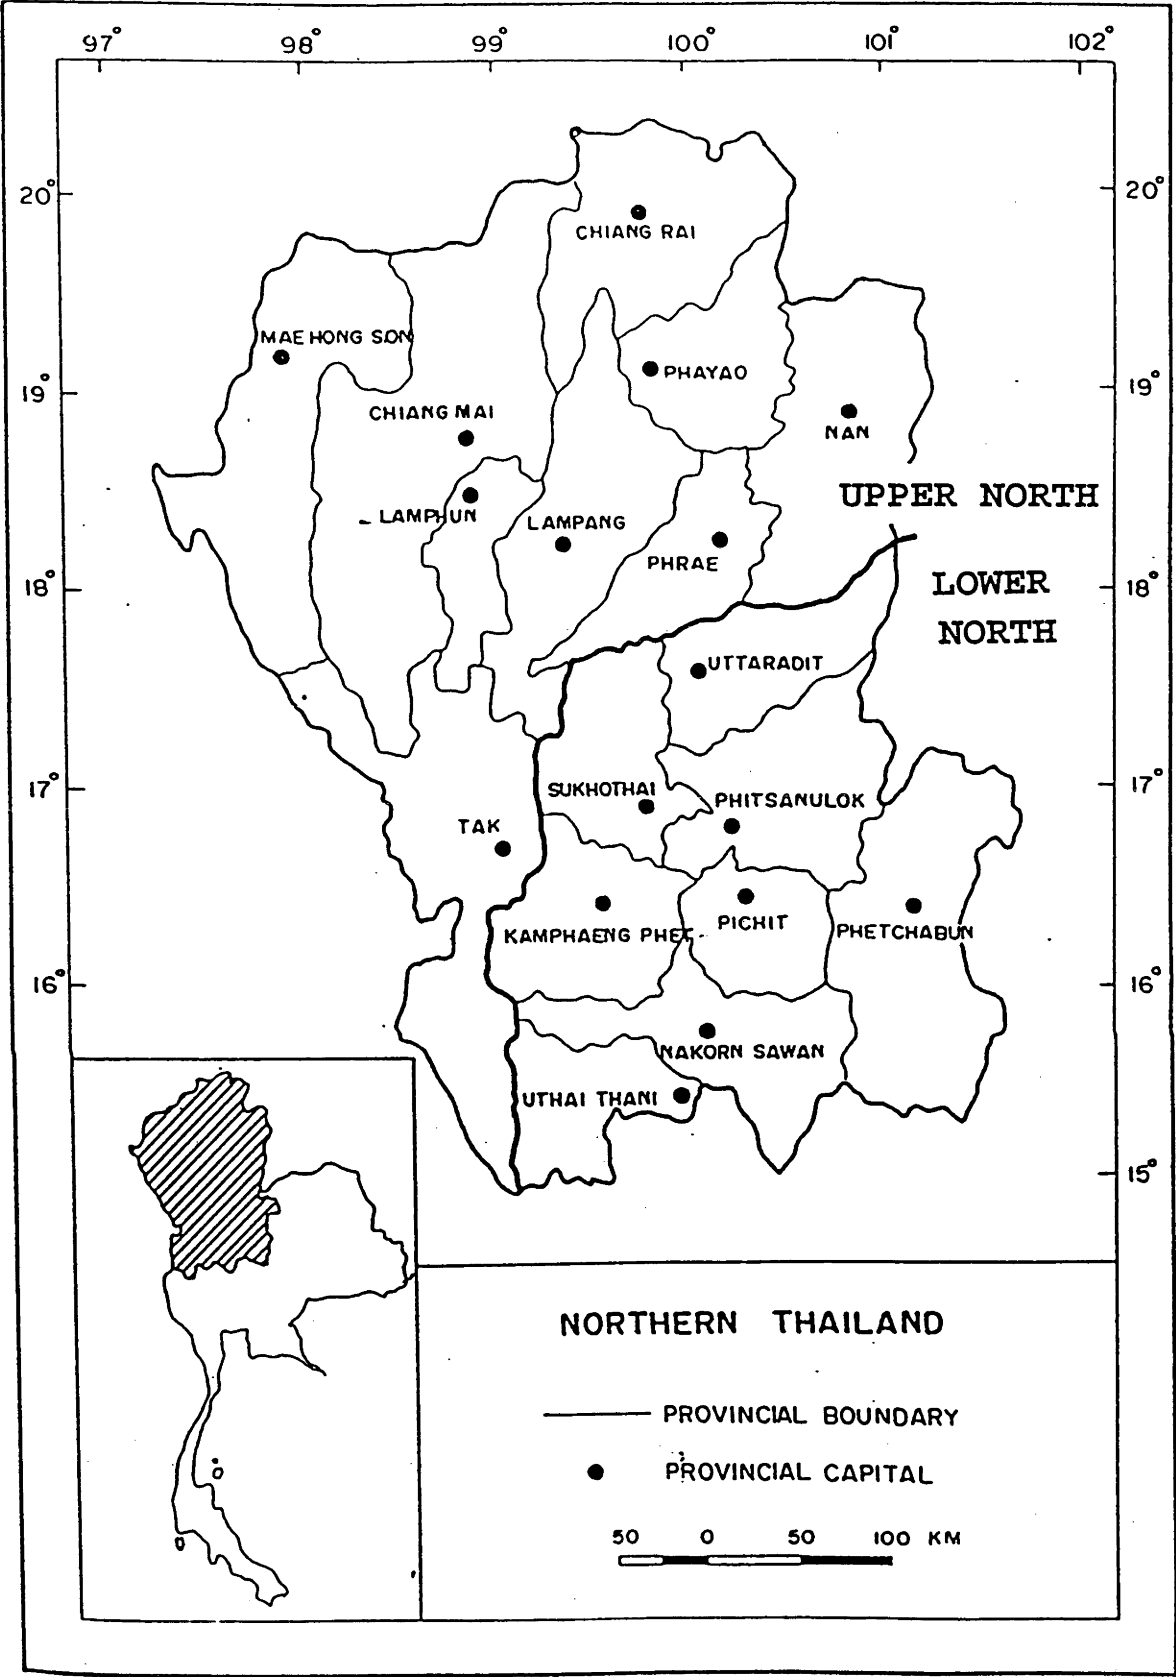 97° 98° 99° 100° 101° 102°
20° 20°
CHIANG RAI
MAE HONG SON
PHAYAO
19° 19°
CHIANG MAI
NAN
UPPER NORTH
LAMPHUN
LAMPANG
PHRAE
18° 18°
LOWER
NORTH
UTTARADIT
17° 17°
SUKHOTHAI
PHITSANULOK
TAK
PICHIT
KAMPHAENG PHET
PHETCHABUN
16° 16°
NAKORN SAWAN
UTHAI THANI
15°
NORTHERN THAILAND
PROVINCIAL BOUNDARY
PROVINCIAL CAPITAL
50 0 50 100 KM